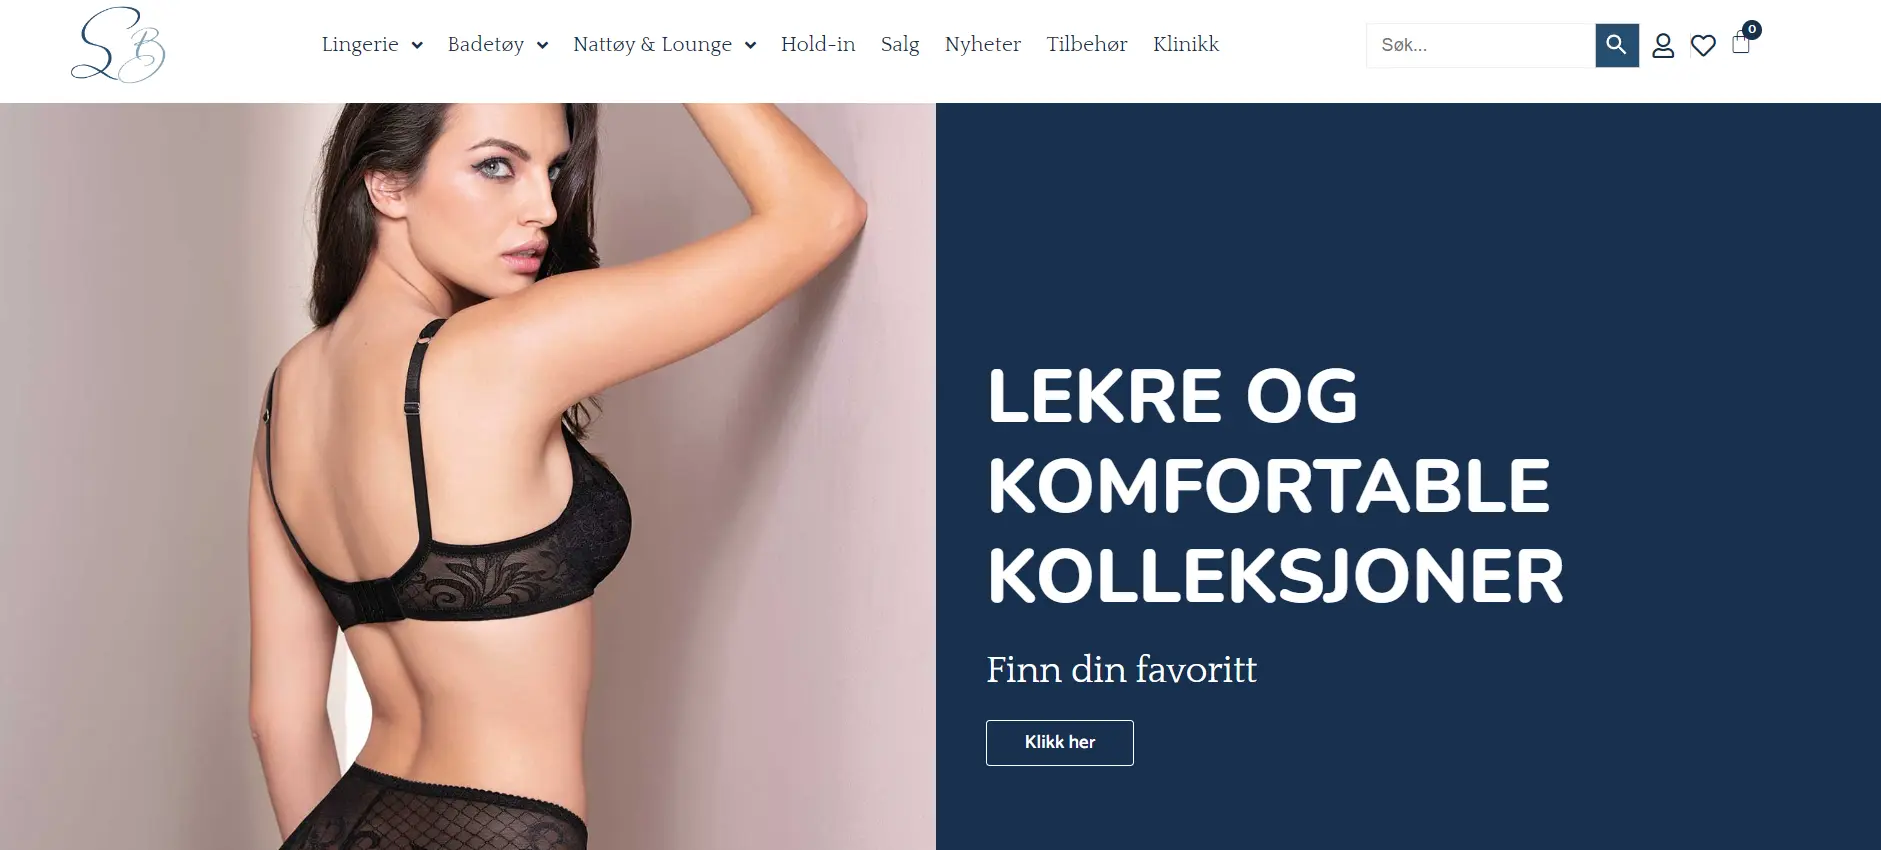 SB
Lingerie Badetøy Nattøy & Lounge Hold-in Salg Nyheter Tilbehør Klinikk
Søk...
0
LEKRE OG
KOMFORTABLE
KOLLEKSJONER
Finn din favoritt
Klikk her